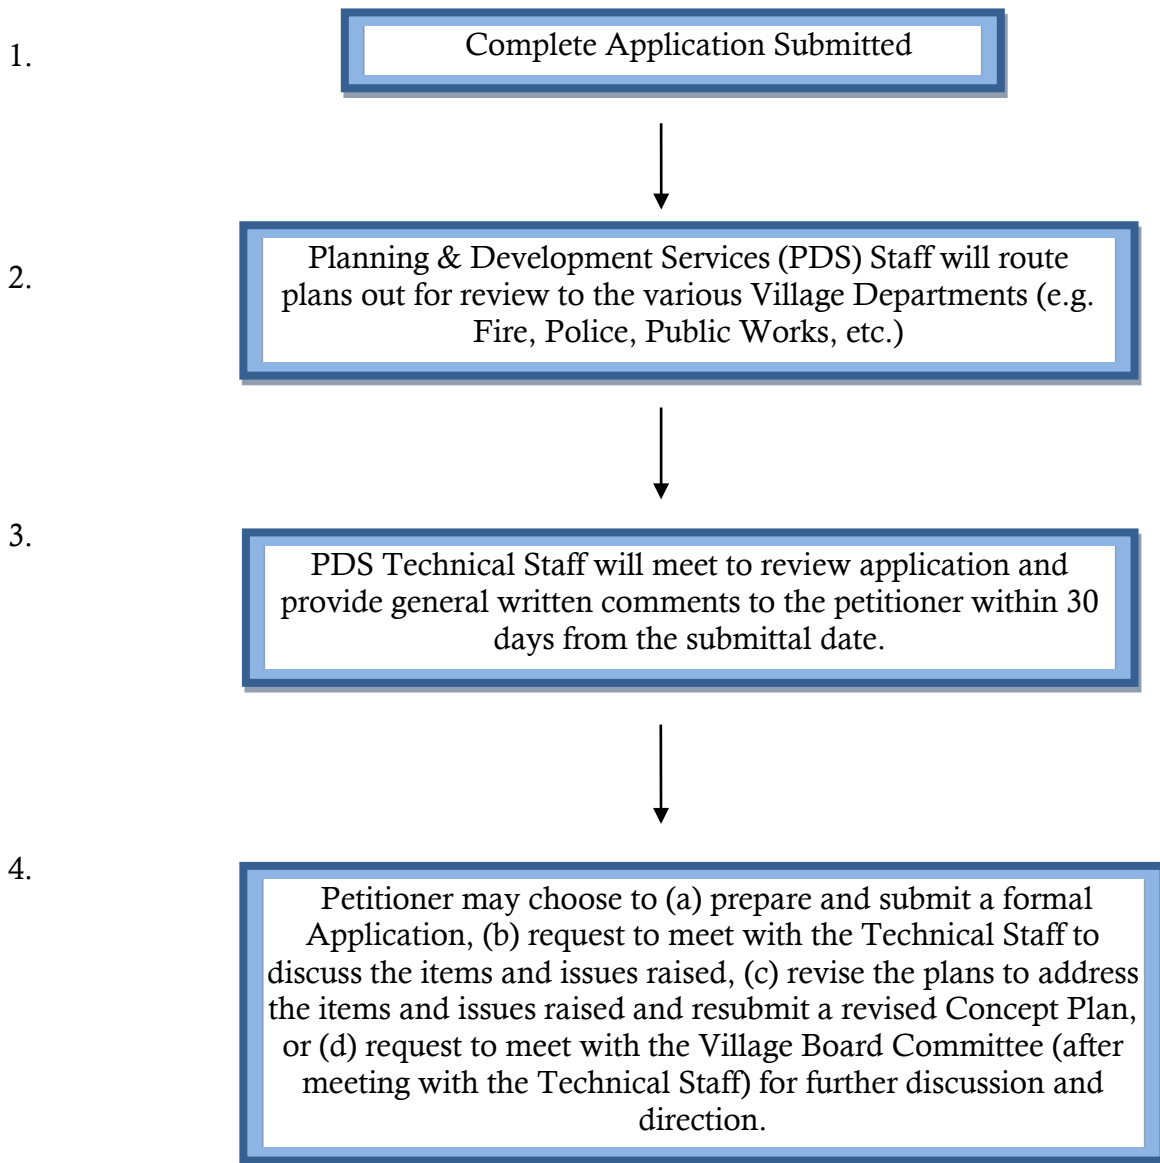 1.
Complete Application Submitted
2.
Planning & Development Services (PDS) Staff will route
plans out for review to the various Village Departments (e.g.
Fire, Police, Public Works, etc.)
3.
PDS Technical Staff will meet to review application and
provide general written comments to the petitioner within 30
days from the submittal date.
4.
Petitioner may choose to (a) prepare and submit a formal
Application, (b) request to meet with the Technical Staff to
discuss the items and issues raised, (c) revise the plans to address
the items and issues raised and resubmit a revised Concept Plan,
or (d) request to meet with the Village Board Committee (after
meeting with the Technical Staff) for further discussion and
direction.